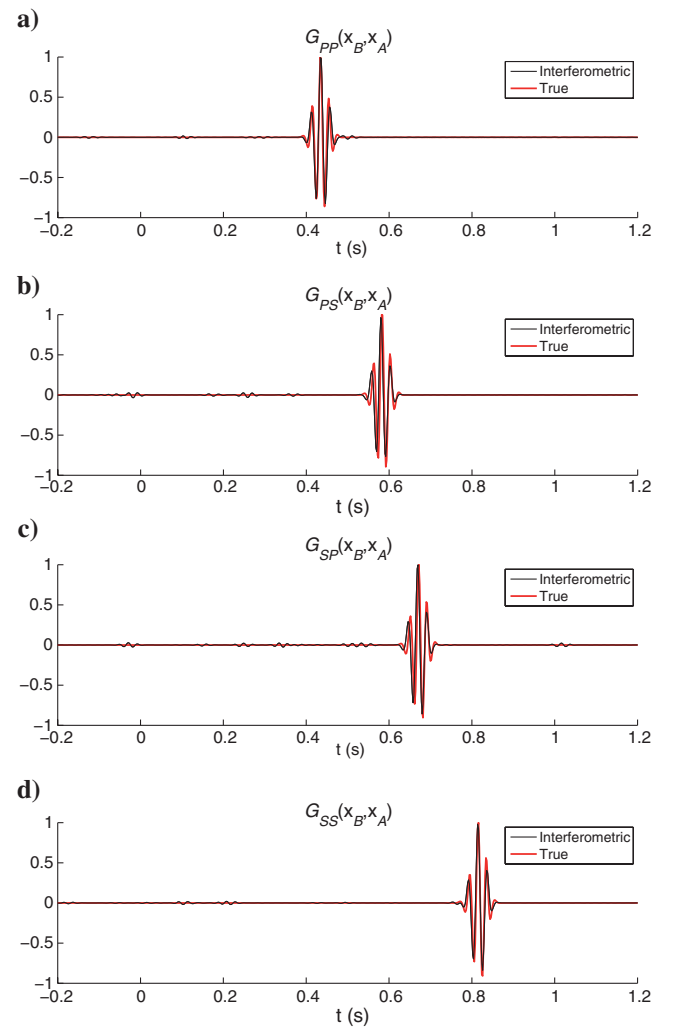 a)
G_PP(x_B,x_A)
1
Interferometric
True
0.5
0
−0.5
−1
−0.2 0 0.2 0.4 0.6 0.8 1 1.2
t (s)
b)
G_PS(x_B,x_A)
1
Interferometric
True
0.5
0
−0.5
−1
−0.2 0 0.2 0.4 0.6 0.8 1 1.2
t (s)
c)
G_SP(x_B,x_A)
1
Interferometric
True
0.5
0
−0.5
−1
−0.2 0 0.2 0.4 0.6 0.8 1 1.2
t (s)
d)
G_SS(x_B,x_A)
1
Interferometric
True
0.5
0
−0.5
−1
−0.2 0 0.2 0.4 0.6 0.8 1 1.2
t (s)